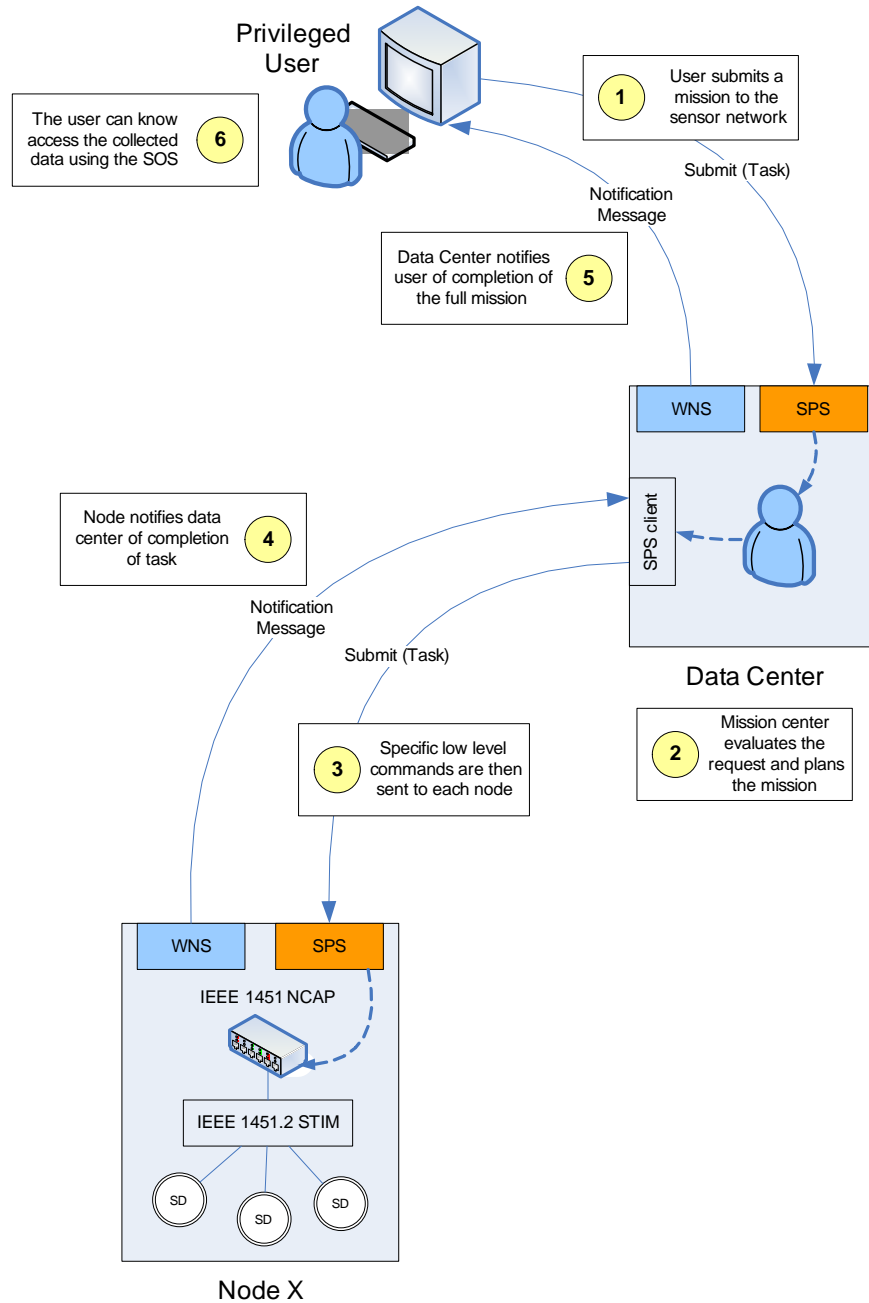 Privileged
User
1
User submits a
mission to the
sensor network
The user can know
access the collected
data using the SOS
6
Submit (Task)
Notification
Message
Data Center notifies
user of completion of
the full mission
5
WNS
SPS
SPS client
Node notifies data
center of completion
of task
4
Notification
Message
Submit (Task)
Data Center
2
Mission center
evaluates the
request and plans
the mission
3
Specific low level
commands are then
sent to each node
WNS
SPS
IEEE 1451 NCAP
IEEE 1451.2 STIM
SD
SD
SD
Node X